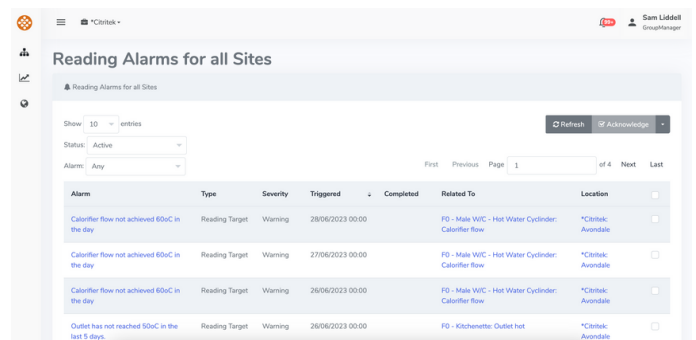 *Citritek
99+
Sam Liddell
GroupManager
Reading Alarms for all Sites
Reading Alarms for all Sites
Show 10 entries
Refresh Acknowledge
Status: Active
Alarm: Any
First Previous Page 1 of 4 Next Last
Alarm Type Severity Triggered Completed Related To Location
Calorifier flow not achieved 60oC in Reading Target Warning 28/06/2023 00:00 F0 - Male W/C - Hot Water Cyclinder: *Citritek:
the day Calorifier flow Avondale
Calorifier flow not achieved 60oC in Reading Target Warning 27/06/2023 00:00 F0 - Male W/C - Hot Water Cyclinder: *Citritek:
the day Calorifier flow Avondale
Calorifier flow not achieved 60oC in Reading Target Warning 26/06/2023 00:00 F0 - Male W/C - Hot Water Cyclinder: *Citritek:
the day Calorifier flow Avondale
Outlet has not reached 50oC in the Reading Target Warning 26/06/2023 00:00 F0 - Kitchenette: Outlet hot *Citritek:
last 5 days. Avondale